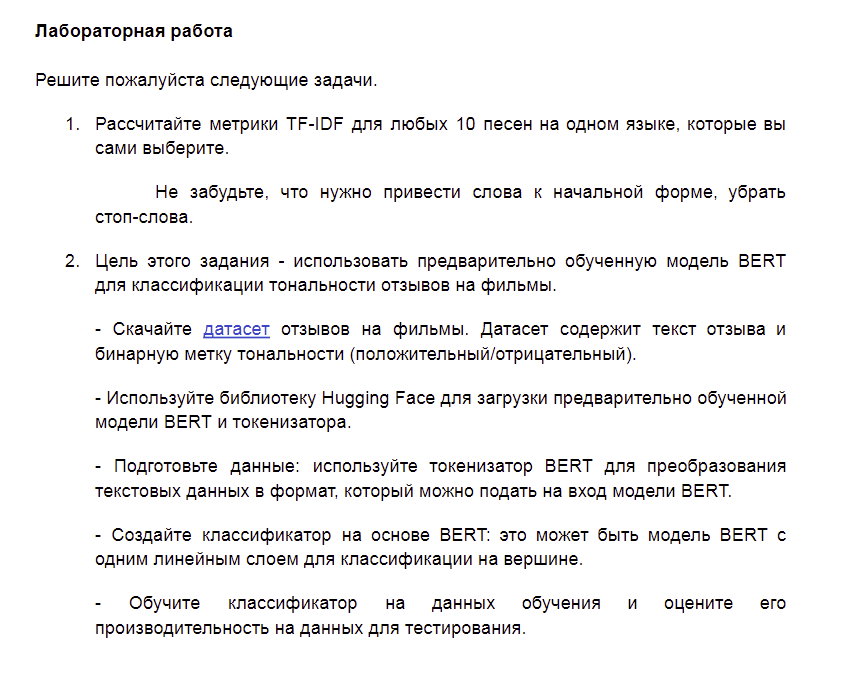 Лабораторная работа
Решите пожалуйста следующие задачи.
1. Рассчитайте метрики TF-IDF для любых 10 песен на одном языке, которые вы
сами выберите.
Не забудьте, что нужно привести слова к начальной форме, убрать
стоп-слова.
2. Цель этого задания - использовать предварительно обученную модель BERT
для классификации тональности отзывов на фильмы.
- Скачайте датасет отзывов на фильмы. Датасет содержит текст отзыва и
бинарную метку тональности (положительный/отрицательный).
- Используйте библиотеку Hugging Face для загрузки предварительно обученной
модели BERT и токенизатора.
- Подготовьте данные: используйте токенизатор BERT для преобразования
текстовых данных в формат, который можно подать на вход модели BERT.
- Создайте классификатор на основе BERT: это может быть модель BERT с
одним линейным слоем для классификации на вершине.
- Обучите классификатор на данных обучения и оцените его
производительность на данных для тестирования.